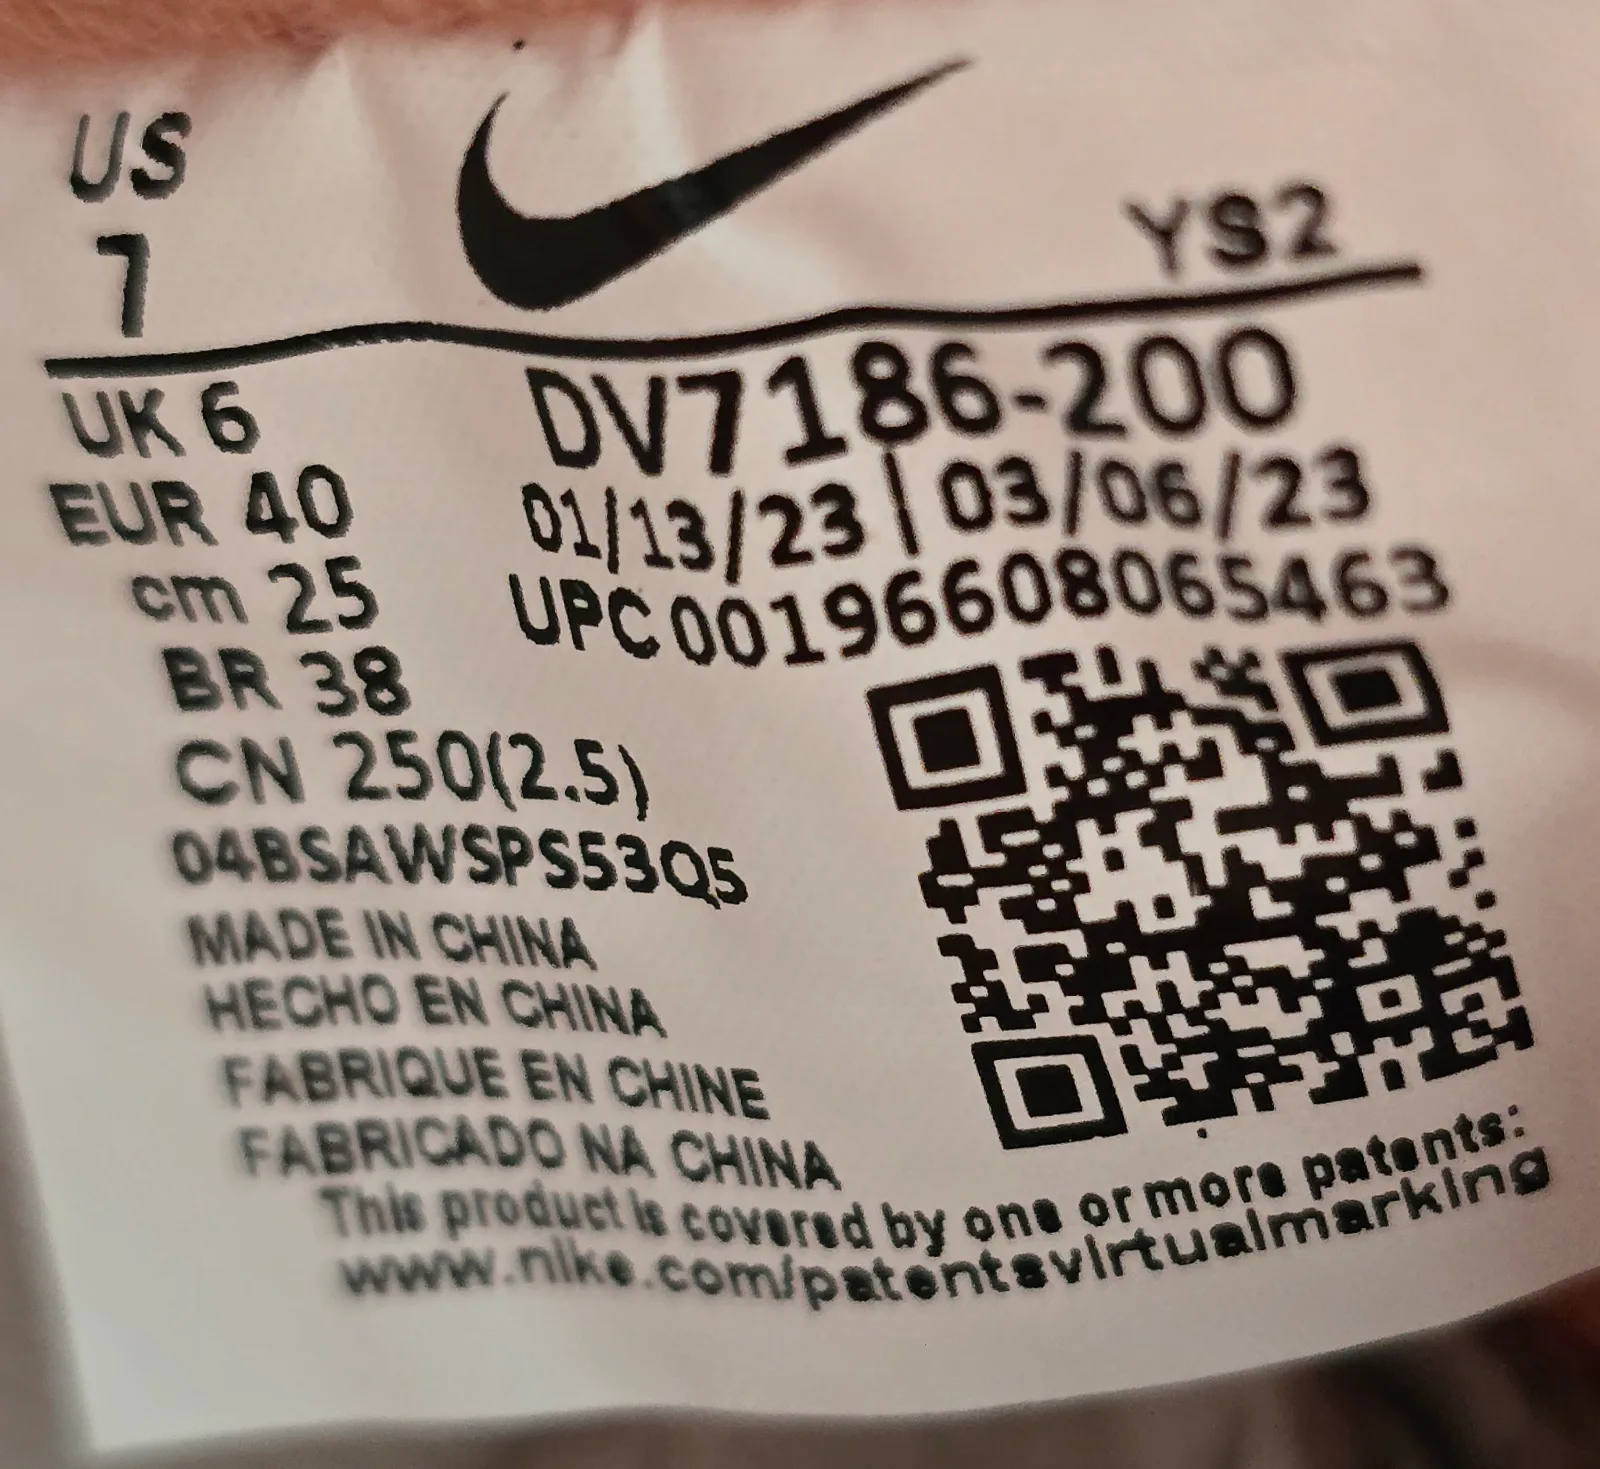 US
7
YS2
UK 6
EUR 40
cm 25
BR 38
CN 250(2.5)
04BSAWSPS53Q5
DV7186-200
01/13/23 | 03/06/23
UPC 00196608065463
MADE IN CHINA
HECHO EN CHINA
FABRIQUE EN CHINE
FABRICADO NA CHINA
This product is covered by one or more patents:
www.nike.com/patentsvirtualmarking